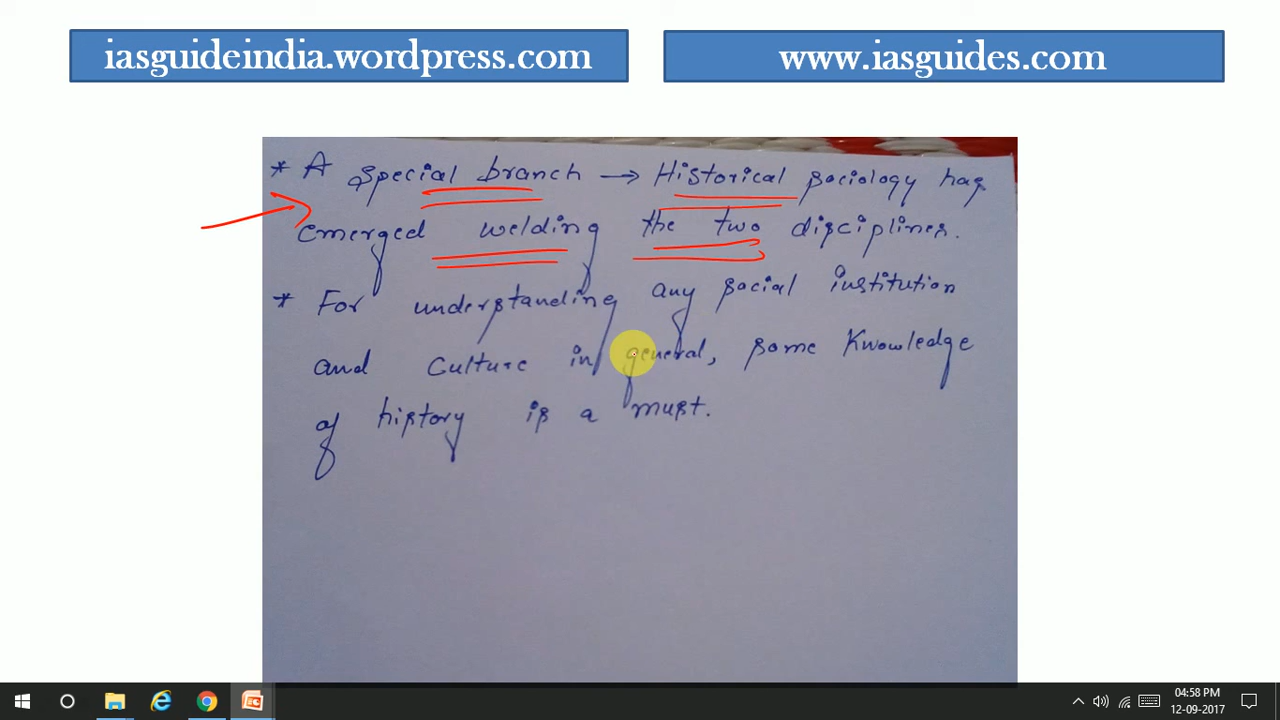 iasguideindia.wordpress.com
www.iasguides.com
* A special branch → Historical sociology has
emerged welding the two disciplines.
* For understanding any social institution
and culture in general, some knowledge
of history is a must.
04:58 PM
12-09-2017